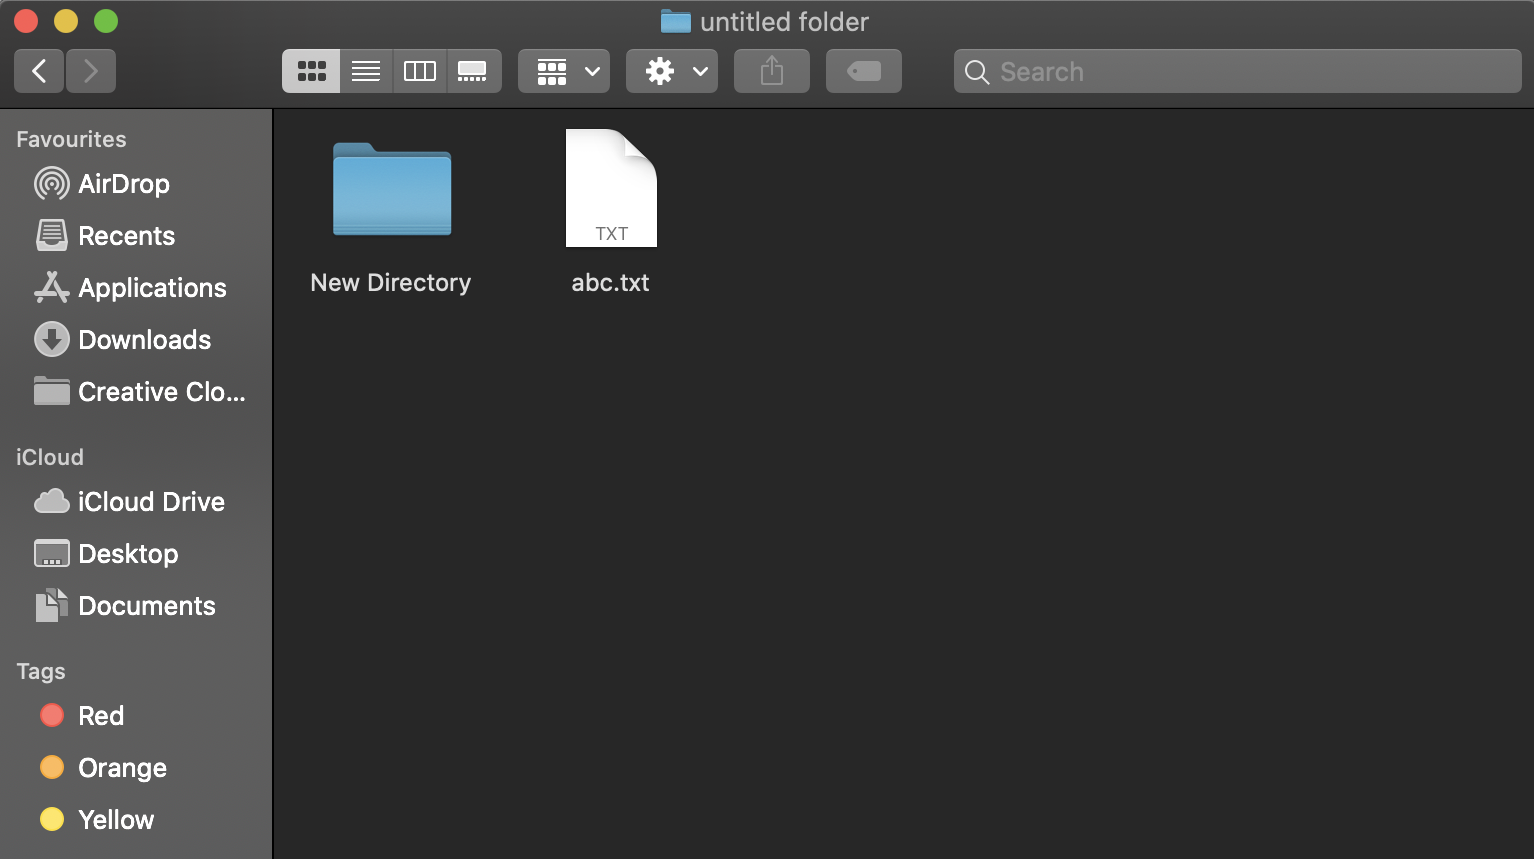 untitled folder
Search
Favourites
AirDrop
Recents
Applications
Downloads
Creative Clo...
iCloud
iCloud Drive
Desktop
Documents
Tags
Red
Orange
Yellow
TXT
New Directory
abc.txt